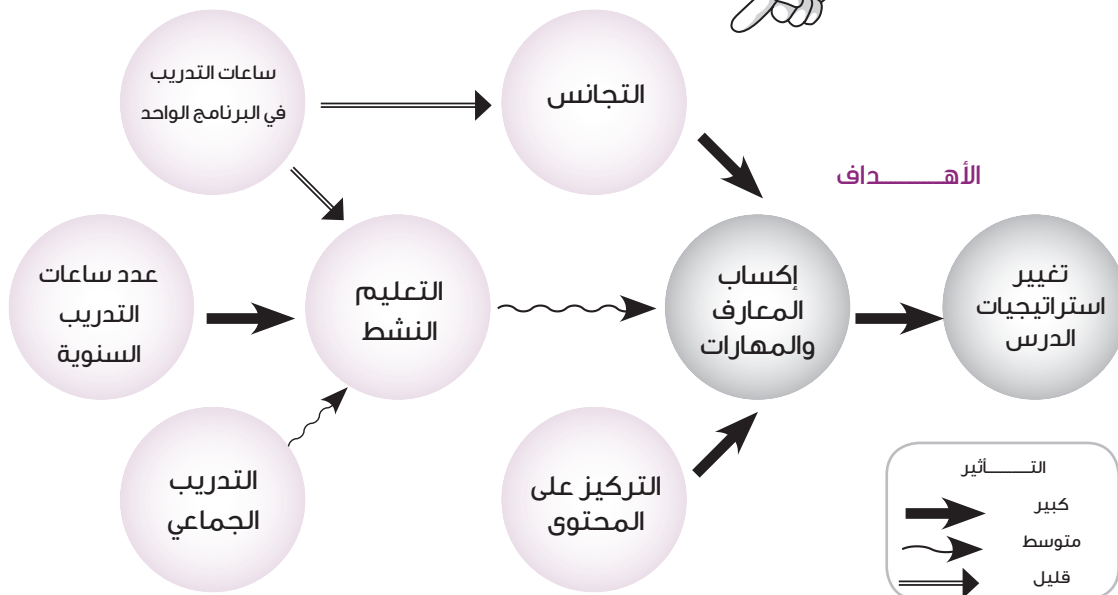 ساعات التدريب
في البرنامج الواحد
التجانس
الأهـــــــداف
عدد ساعات
التدريب
السنوية
التعليم
النشط
إكساب
المعارف
والمهارات
تغيير
استراتيجيات
الدرس
التدريب
الجماعي
التركيز على
المحتوى
التـــــــأثير
كبير
متوسط
قليل